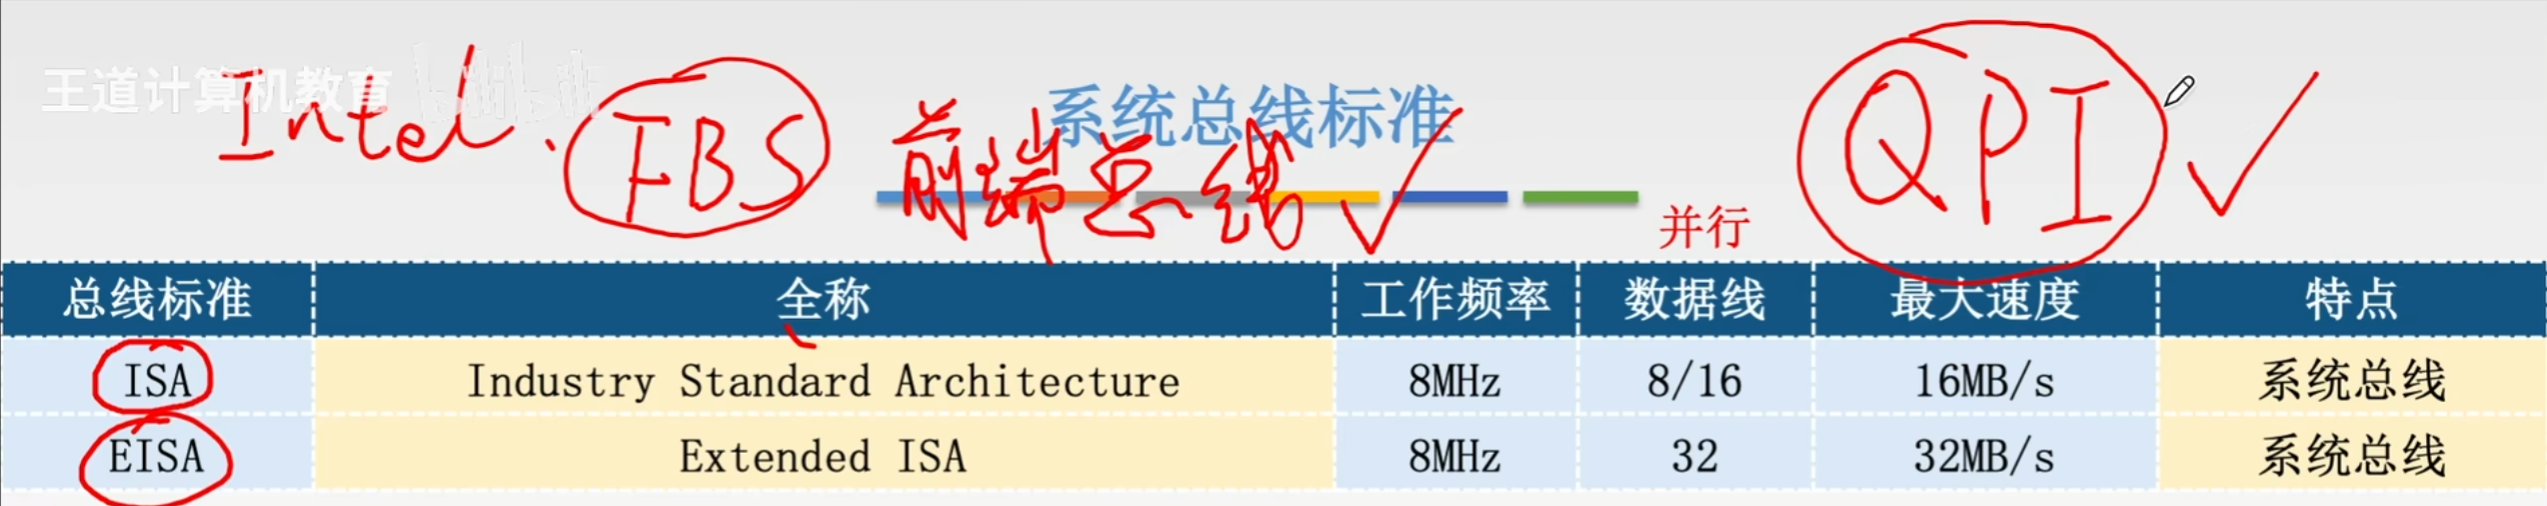 王道计算机教育 bilibili
系统总线标准
Intel、FBS 前端总线✓
QPI ✓
并行
总线标准 全称 工作频率 数据线 最大速度 特点
ISA Industry Standard Architecture 8MHz 8/16 16MB/s 系统总线
EISA Extended ISA 8MHz 32 32MB/s 系统总线